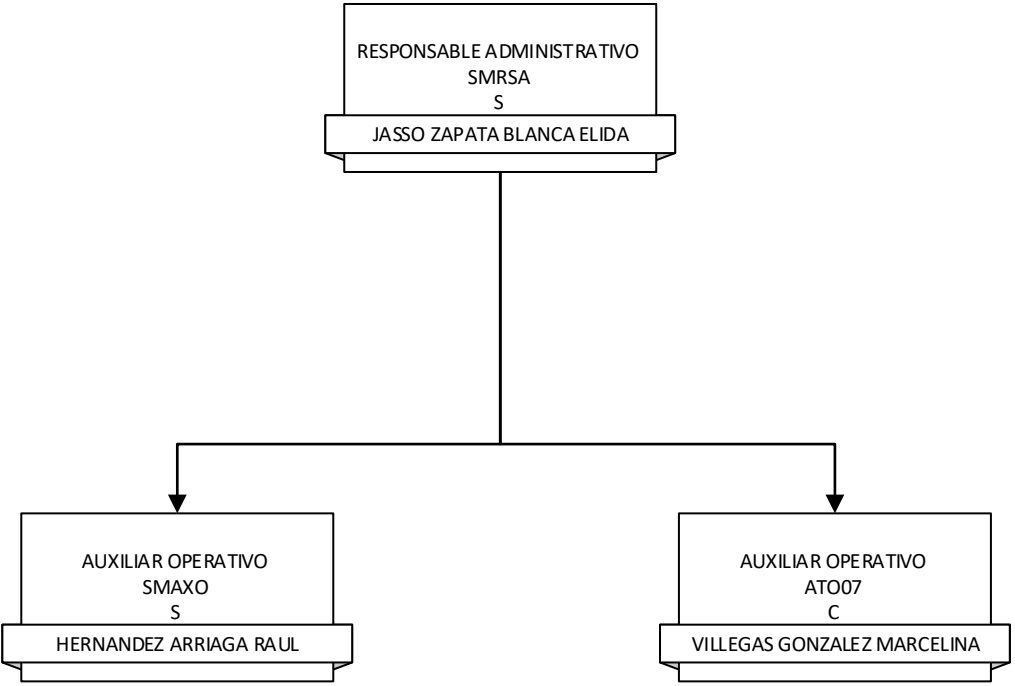 RESPONSABLE ADMINISTRATIVO
SMRSA
S
JASSO ZAPATA BLANCA ELIDA
AUXILIAR OPERATIVO
SMAXO
S
HERNANDEZ ARRIAGA RAUL
AUXILIAR OPERATIVO
ATO07
C
VILLEGAS GONZALEZ MARCELINA